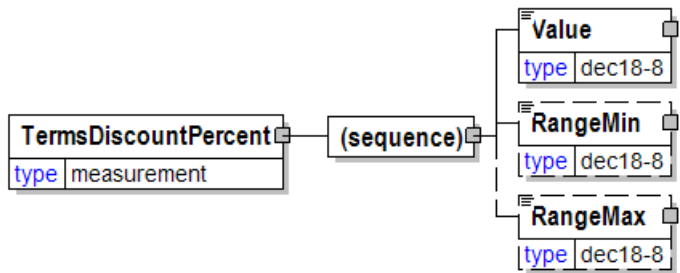 Value
type dec18-8
TermsDiscountPercent
type measurement
(sequence)
RangeMin
type dec18-8
RangeMax
type dec18-8